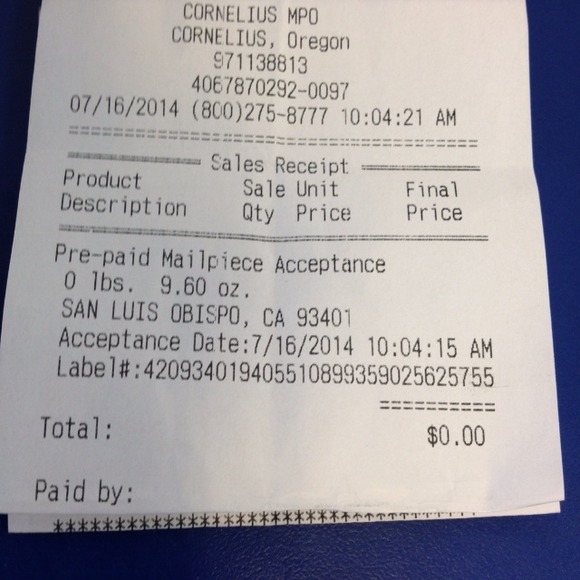 CORNELIUS MPO
CORNELIUS, Oregon
971138813
4067870292-0097
07/16/2014 (800)275-8777 10:04:21 AM
Sales Receipt
Product Sale Unit Final
Description Qty Price Price
Pre-paid Mailpiece Acceptance
0 lbs. 9.60 oz.
SAN LUIS OBISPO, CA 93401
Acceptance Date:7/16/2014 10:04:15 AM
Label#:420934019405510899359025625755
==========
Total: $0.00
Paid by: